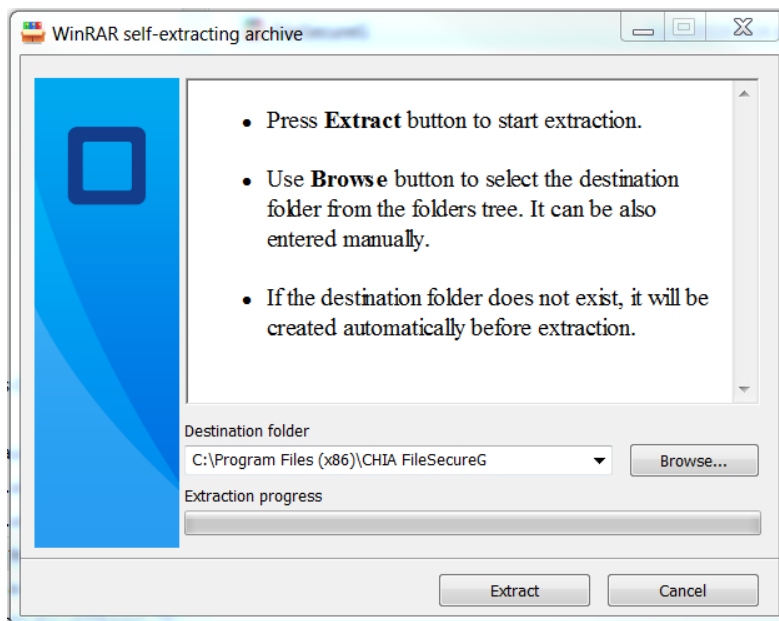 WinRAR self-extracting archive
• Press Extract button to start extraction.
• Use Browse button to select the destination
folder from the folders tree. It can be also
entered manually.
• If the destination folder does not exist, it will be
created automatically before extraction.
Destination folder
C:\Program Files (x86)\CHIA FileSecureG
Browse...
Extraction progress
Extract
Cancel